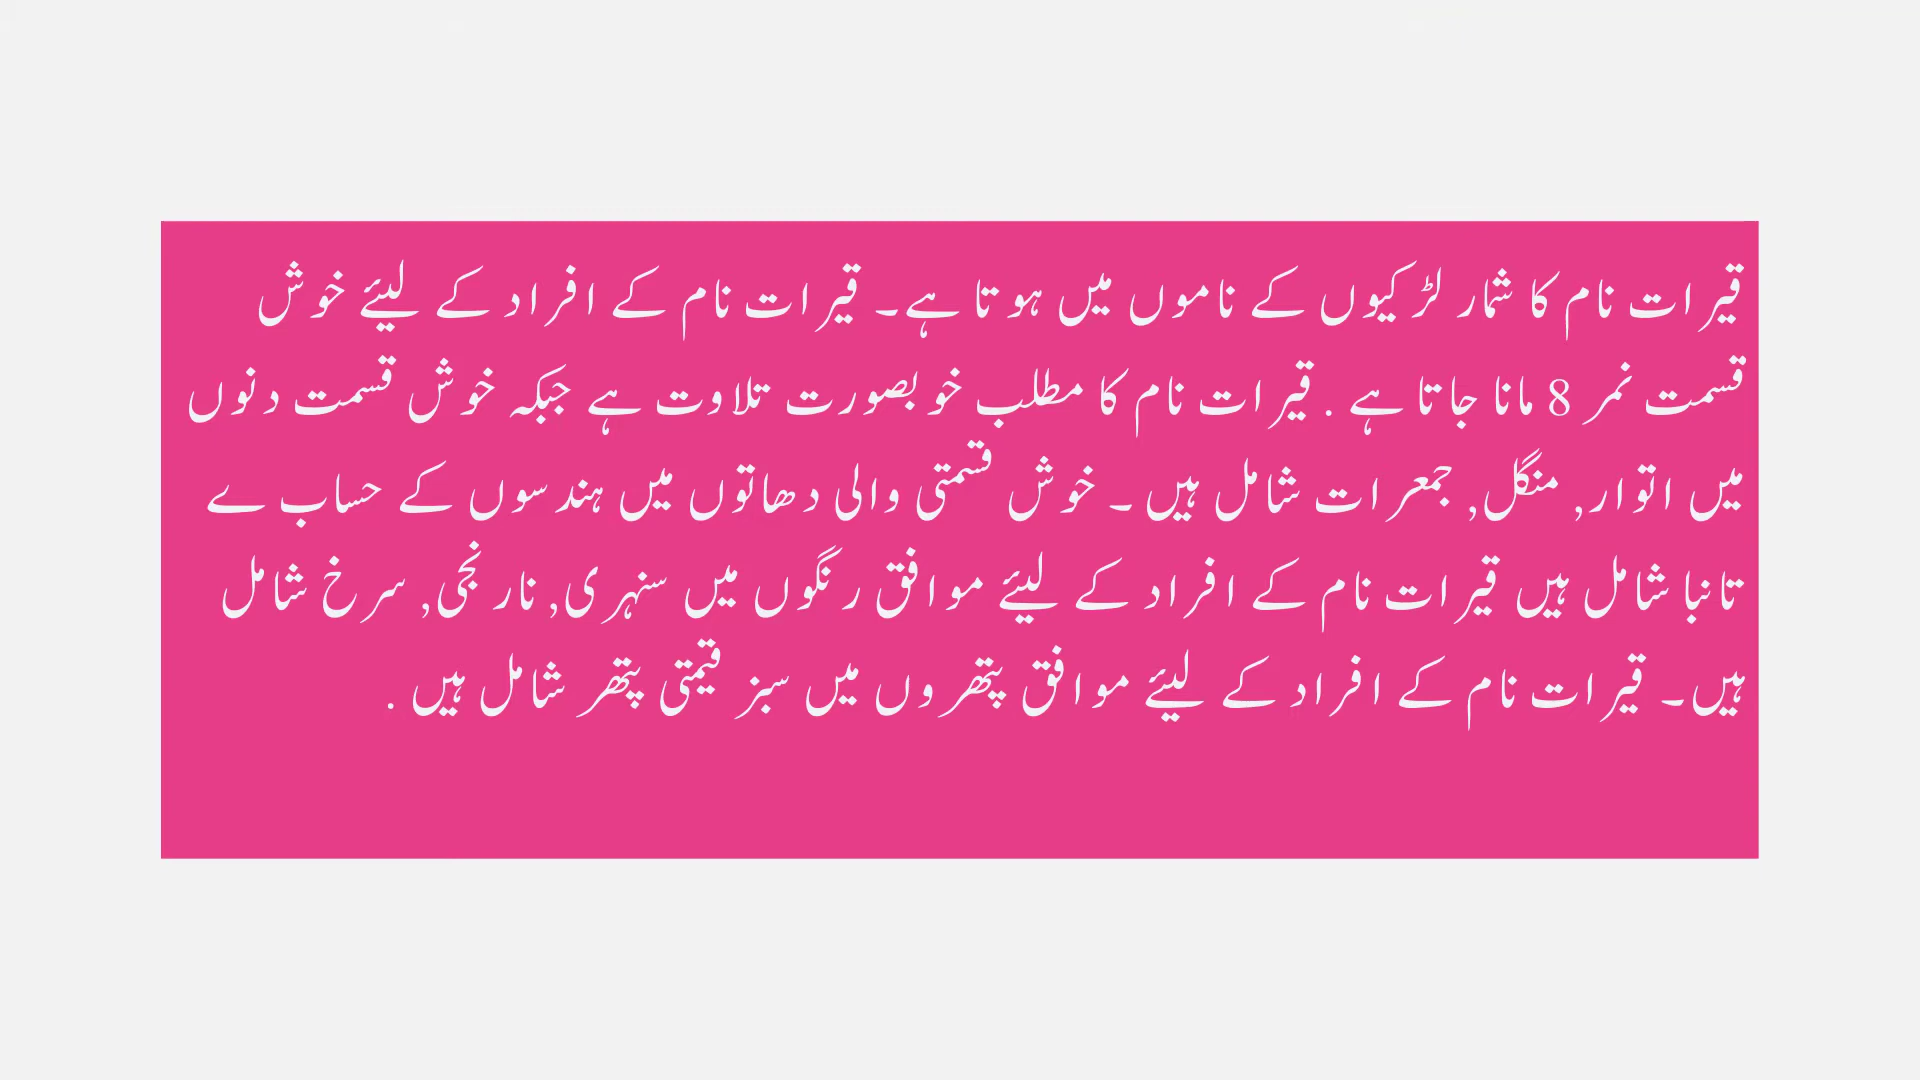 قیرات نام کا شمار لڑکیوں کے ناموں میں ہوتا ہے۔ قیرات نام کے افراد کے لیئے خوش
قسمت نمر 8 مانا جاتا ہے . قیرات نام کا مطلب خوبصورت تلاوت ہے جبکہ خوش قسمت دنوں
میں اتوار, منگل, جمعرات شامل ہیں ۔ خوش قسمتی والی دھاتوں میں ہندسوں کے حساب ے
تانبا شامل ہیں قیرات نام کے افراد کے لیئے موافق رنگوں میں سنہری, نارنجی, سرخ شامل
ہیں۔ قیرات نام کے افراد کے لیئے موافق پتھروں میں سبز قیمتی پتھر شامل ہیں .